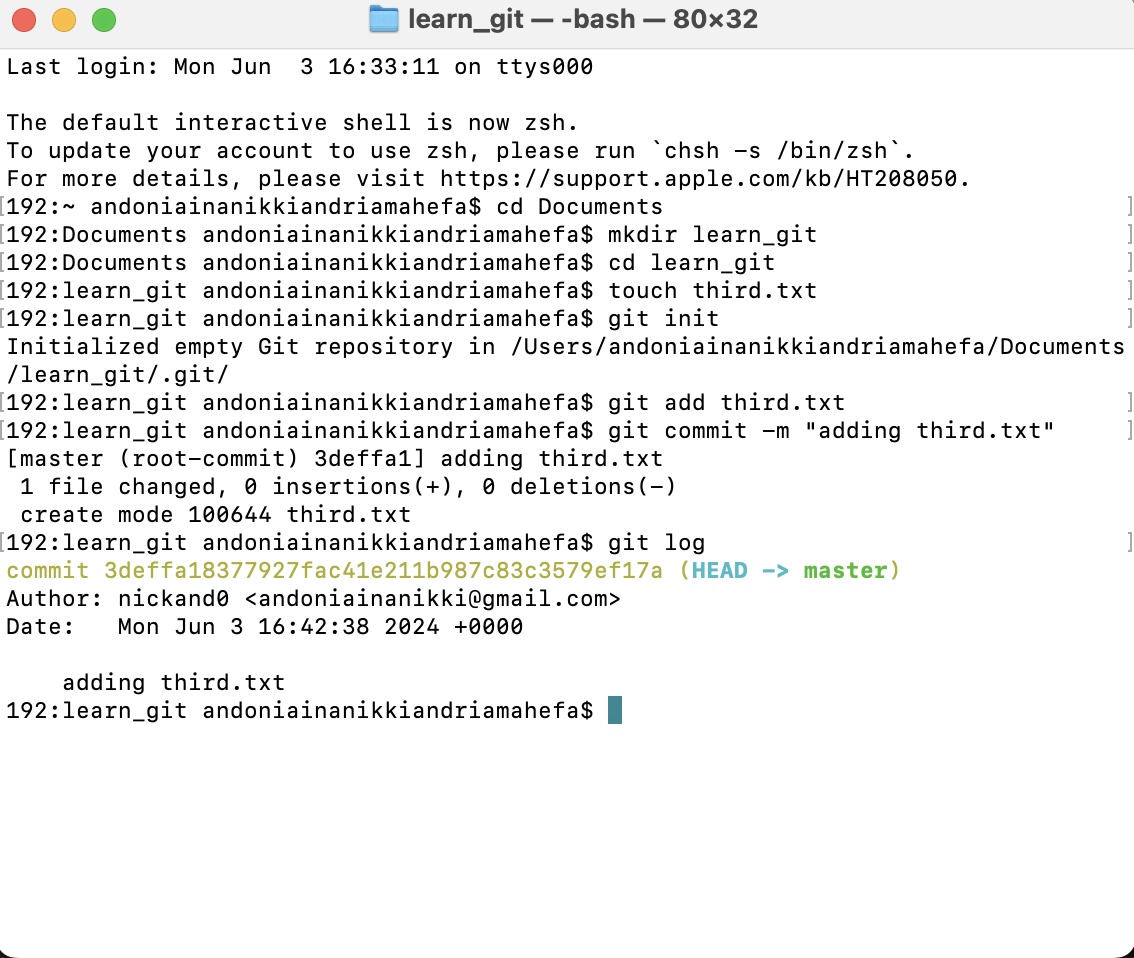 learn_git — -bash — 80×32
Last login: Mon Jun  3 16:33:11 on ttys000
The default interactive shell is now zsh.
To update your account to use zsh, please run `chsh -s /bin/zsh`.
For more details, please visit https://support.apple.com/kb/HT208050.
[192:~ andoniainanikkiandriamahefa$ cd Documents ]
[192:Documents andoniainanikkiandriamahefa$ mkdir learn_git ]
[192:Documents andoniainanikkiandriamahefa$ cd learn_git ]
[192:learn_git andoniainanikkiandriamahefa$ touch third.txt ]
[192:learn_git andoniainanikkiandriamahefa$ git init ]
Initialized empty Git repository in /Users/andoniainanikkiandriamahefa/Documents
/learn_git/.git/
[192:learn_git andoniainanikkiandriamahefa$ git add third.txt ]
[192:learn_git andoniainanikkiandriamahefa$ git commit -m "adding third.txt" ]
[master (root-commit) 3deffa1] adding third.txt
 1 file changed, 0 insertions(+), 0 deletions(-)
 create mode 100644 third.txt
[192:learn_git andoniainanikkiandriamahefa$ git log ]
commit 3deffa18377927fac41e211b987c83c3579ef17a (HEAD -> master)
Author: nickand0 <andoniainanikki@gmail.com>
Date:   Mon Jun 3 16:42:38 2024 +0000
    adding third.txt
192:learn_git andoniainanikkiandriamahefa$